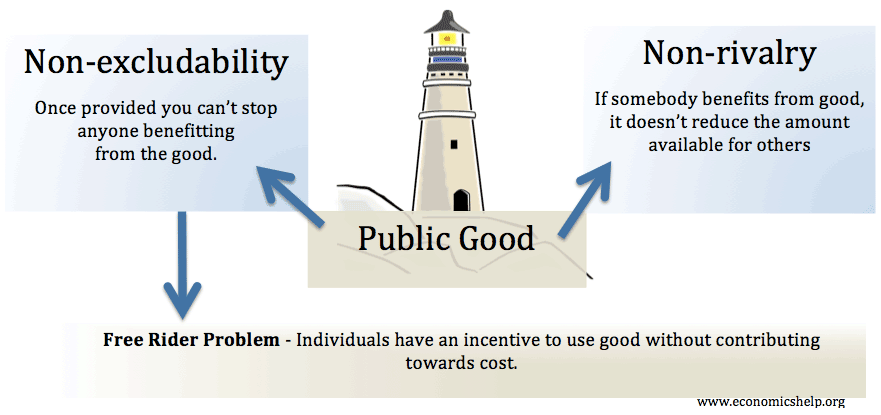 Non-excludability
Once provided you can’t stop
anyone benefitting
from the good.
Non-rivalry
If somebody benefits from good,
it doesn’t reduce the amount
available for others
Public Good
Free Rider Problem - Individuals have an incentive to use good without contributing
towards cost.
www.economicshelp.org